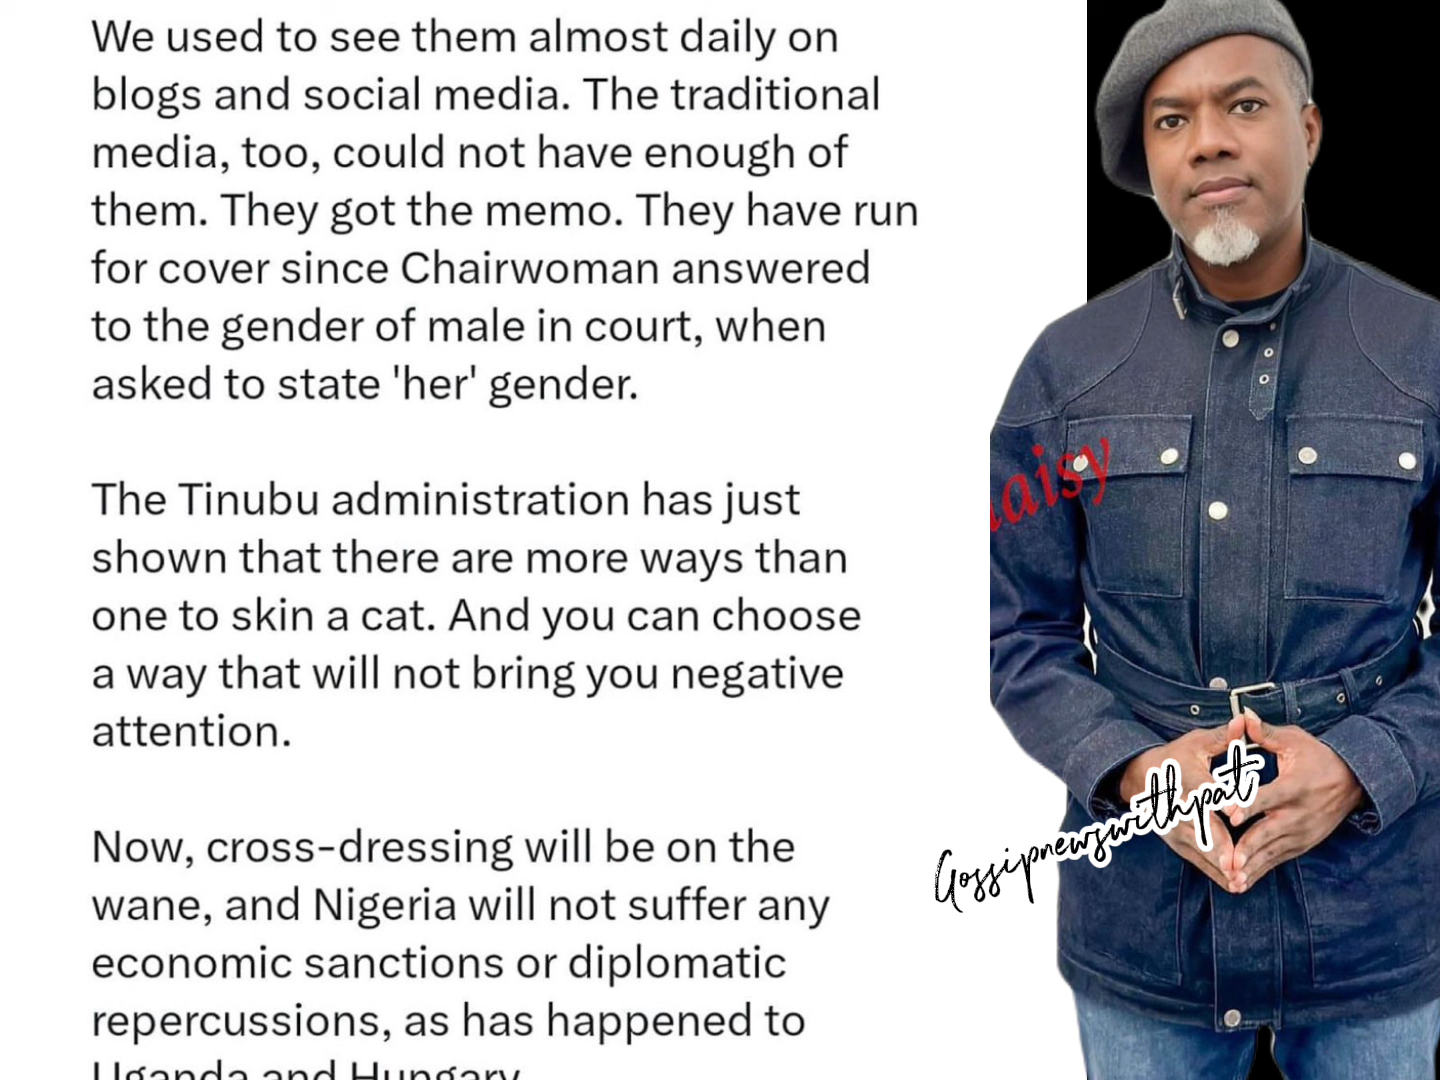 We used to see them almost daily on
blogs and social media. The traditional
media, too, could not have enough of
them. They got the memo. They have run
for cover since Chairwoman answered
to the gender of male in court, when
asked to state 'her' gender.
The Tinubu administration has just
shown that there are more ways than
one to skin a cat. And you can choose
a way that will not bring you negative
attention.
Now, cross-dressing will be on the
wane, and Nigeria will not suffer any
economic sanctions or diplomatic
repercussions, as has happened to
Uganda and Hungary
aisy
Gossipnewswithpat